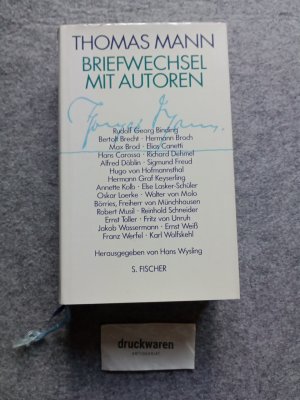 THOMAS MANN
BRIEFWECHSEL
MIT AUTOREN
Thomas Mann.
Rudolf Georg Binding
Bertolt Brecht · Hermann Broch
Max Brod · Elias Canetti
Hans Carossa · Richard Dehmel
Alfred Döblin · Sigmund Freud
Hugo von Hofmannsthal
Hermann Graf Keyserling
Annette Kolb · Else Lasker-Schüler
Oskar Loerke · Walter von Molo
Börries, Freiherr von Münchhausen
Robert Musil · Reinhold Schneider
Ernst Toller · Fritz von Unruh
Jakob Wassermann · Ernst Weiß
Franz Werfel · Karl Wolfskehl
Herausgegeben von Hans Wysling
S. FISCHER
druckwaren
antiquariat